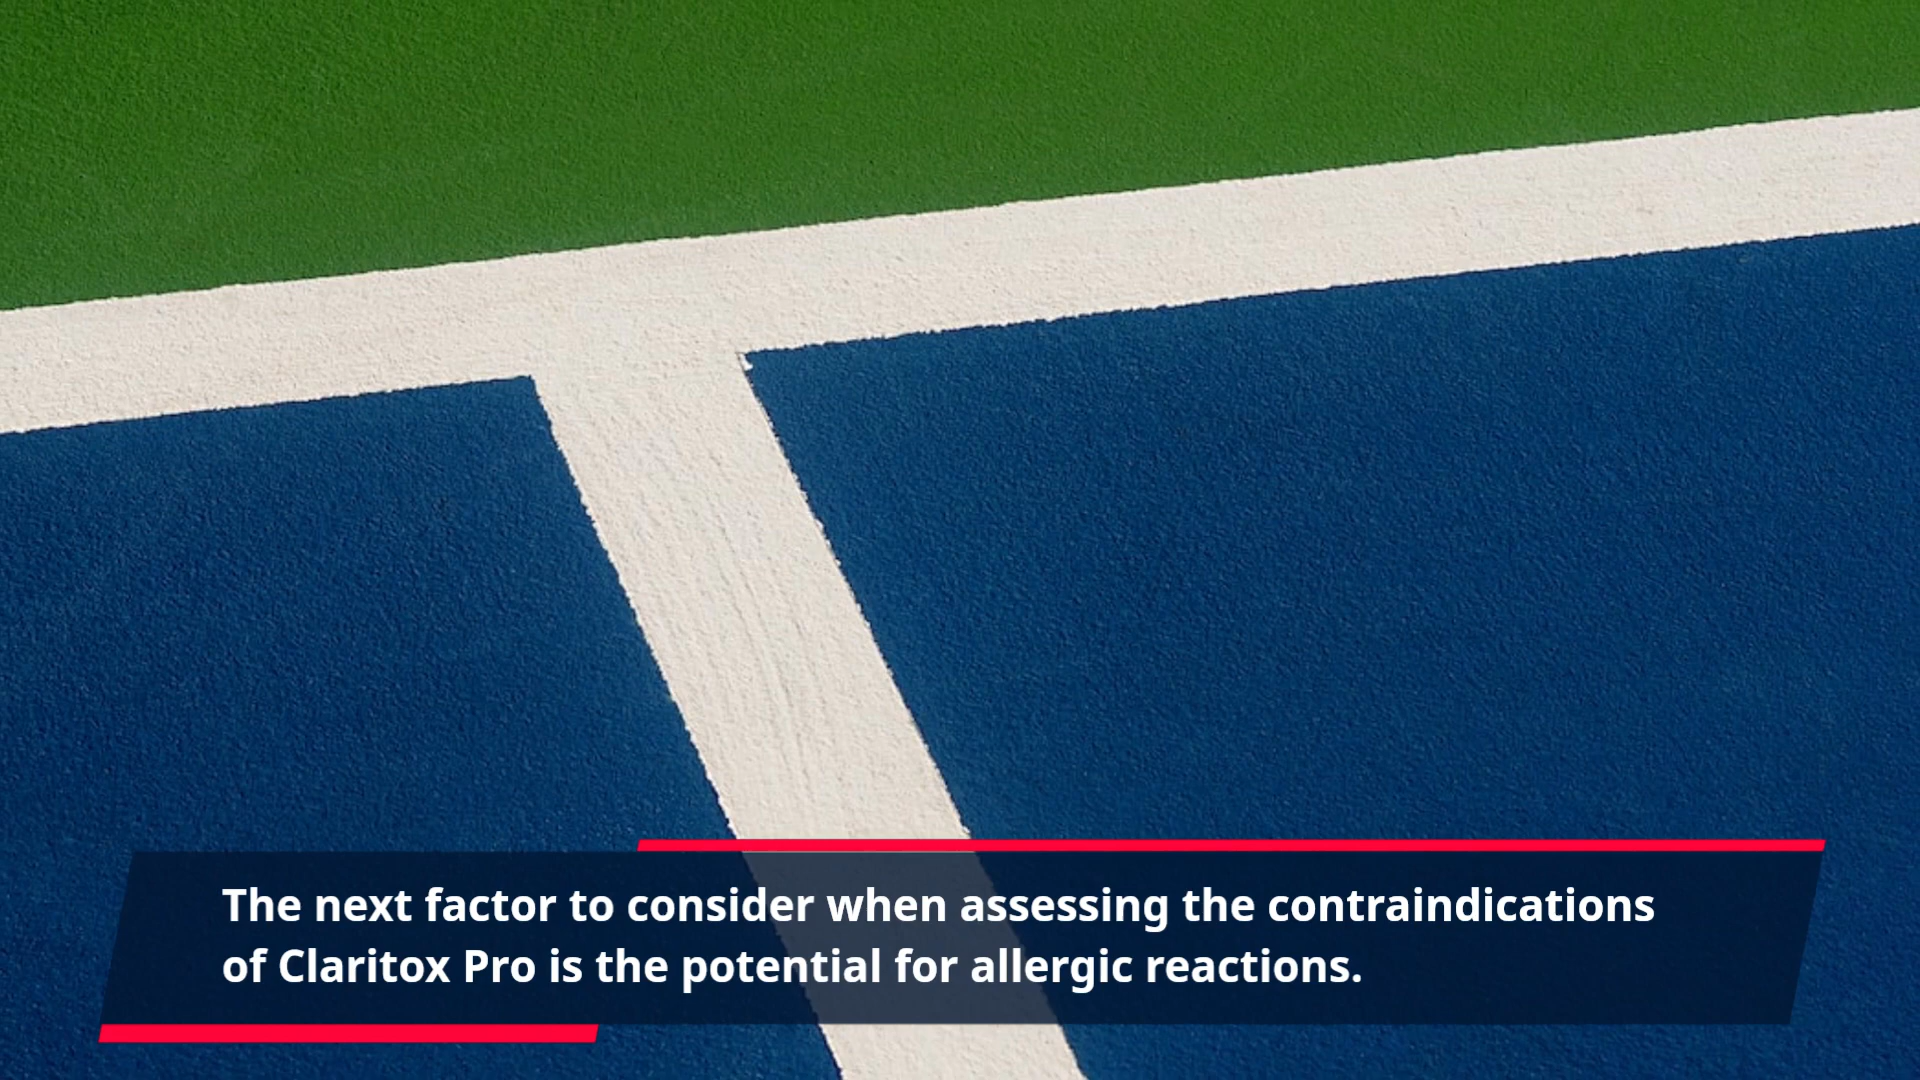 The next factor to consider when assessing the contraindications
of Claritox Pro is the potential for allergic reactions.